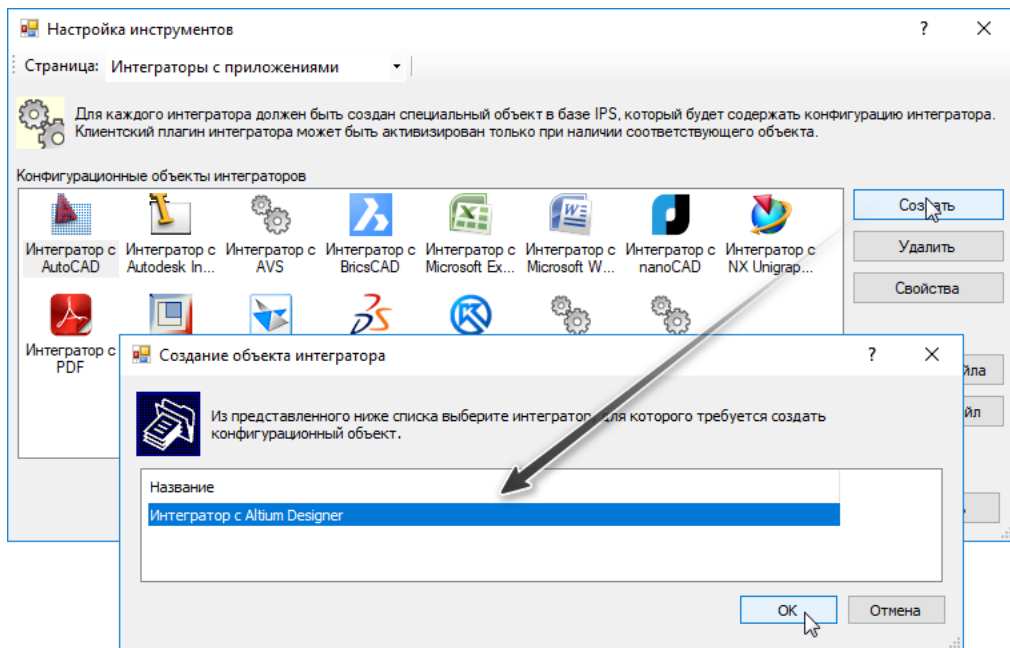 Настройка инструментов
Страница: Интеграторы с приложениями
Для каждого интегратора должен быть создан специальный объект в базе IPS, который будет содержать конфигурацию интегратора.
Клиентский плагин интегратора может быть активизирован только при наличии соответствующего объекта.
Конфигурационные объекты интеграторов
Интегратор с AutoCAD
Интегратор с Autodesk In...
Интегратор с AVS
Интегратор с BricsCAD
Интегратор с Microsoft Ex...
Интегратор с Microsoft W...
Интегратор с nanoCAD
Интегратор с NX Unigrap...
Интегратор с PDF
Создать
Удалить
Свойства
йла
йл
Создание объекта интегратора
Из представленного ниже списка выберите интегратор, для которого требуется создать
конфигурационный объект.
Название
Интегратор с Altium Designer
OK
Отмена